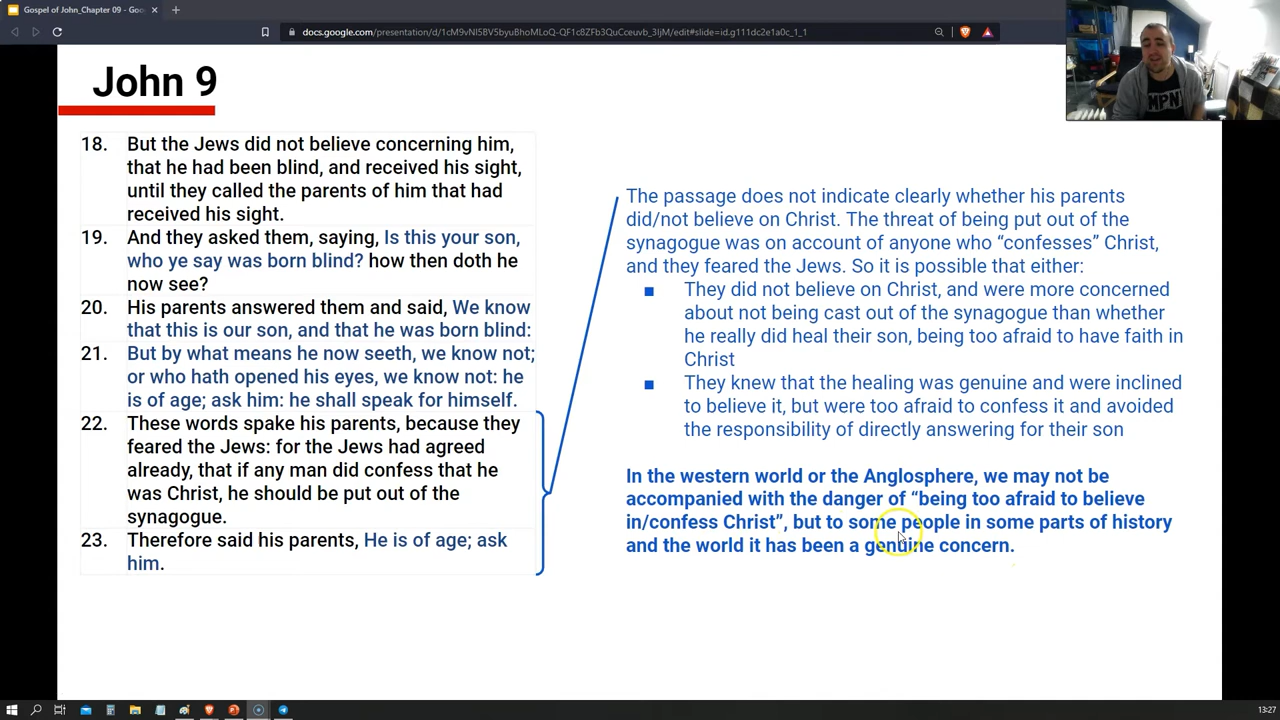 Gospel of John_Chapter 09 - Goo
docs.google.com/presentation/d/1cM9vNI5BV5byuBhoMLoQ-QF1c8ZFb3QuCceuvb_3IjM/edit#slide=id.g111dc2e1a0c_1_1
MPN
John 9
18. But the Jews did not believe concerning him,
that he had been blind, and received his sight,
until they called the parents of him that had
received his sight.
19. And they asked them, saying, Is this your son,
who ye say was born blind? how then doth he
now see?
20. His parents answered them and said, We know
that this is our son, and that he was born blind:
21. But by what means he now seeth, we know not;
or who hath opened his eyes, we know not: he
is of age; ask him: he shall speak for himself.
22. These words spake his parents, because they
feared the Jews: for the Jews had agreed
already, that if any man did confess that he
was Christ, he should be put out of the
synagogue.
23. Therefore said his parents, He is of age; ask
him.
The passage does not indicate clearly whether his parents
did/not believe on Christ. The threat of being put out of the
synagogue was on account of anyone who “confesses” Christ,
and they feared the Jews. So it is possible that either:
■ They did not believe on Christ, and were more concerned
about not being cast out of the synagogue than whether
he really did heal their son, being too afraid to have faith in
Christ
■ They knew that the healing was genuine and were inclined
to believe it, but were too afraid to confess it and avoided
the responsibility of directly answering for their son
In the western world or the Anglosphere, we may not be
accompanied with the danger of “being too afraid to believe
in/confess Christ”, but to some people in some parts of history
and the world it has been a genuine concern.
13:27